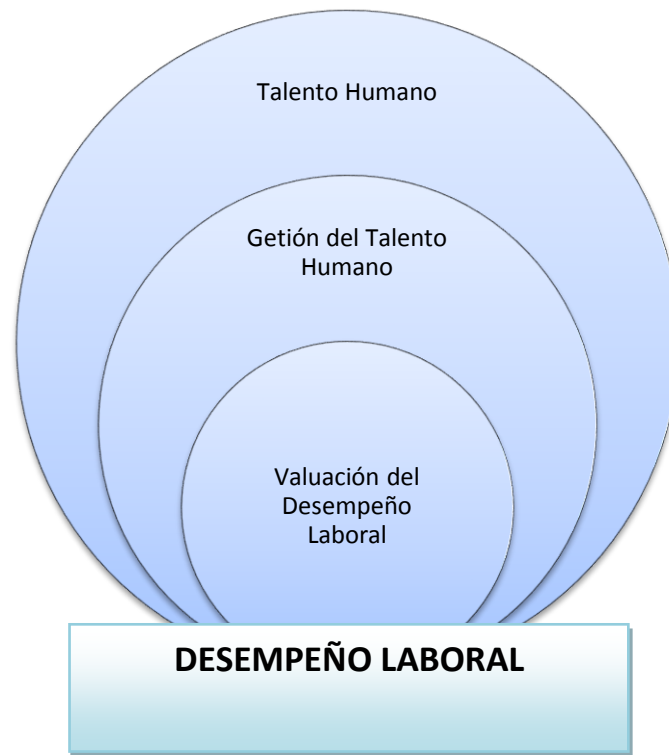 Talento Humano
Getión del Talento
Humano
Valuación del
Desempeño
Laboral
DESEMPEÑO LABORAL